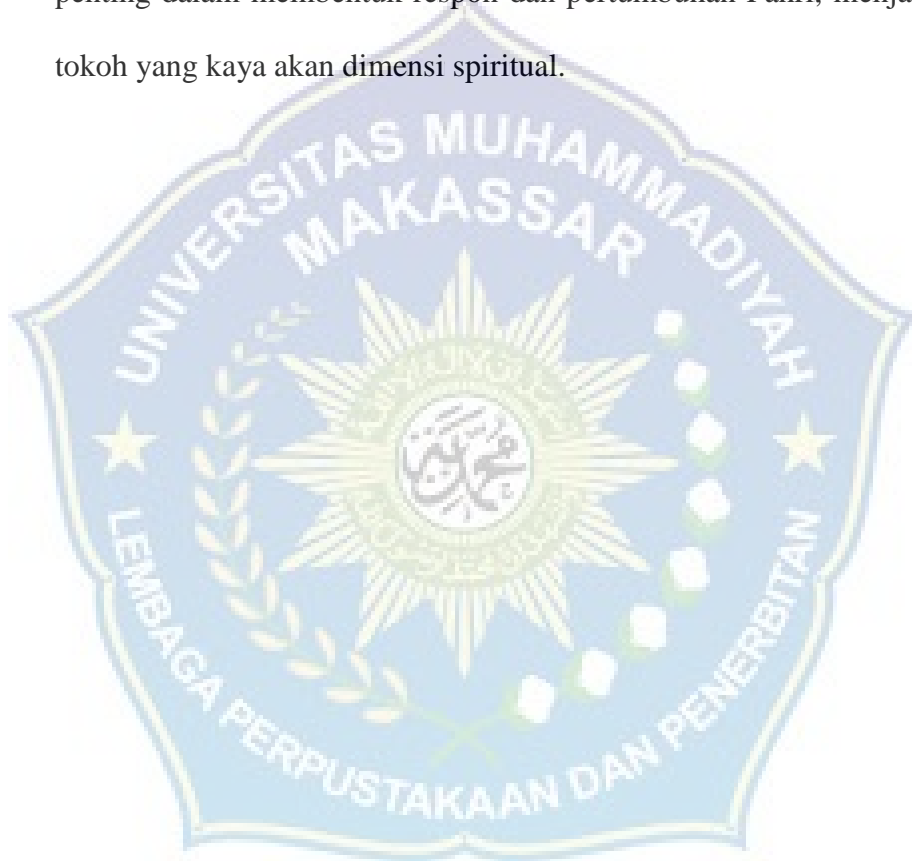 penting dalam membentuk respon dan pertumbuhan Fahri, menja
tokoh yang kaya akan dimensi spiritual.
UNIVERSITAS MUHAMMADIYAH
MAKASSAR
LEMBAGA PERPUSTAKAAN DAN PENERBITAN